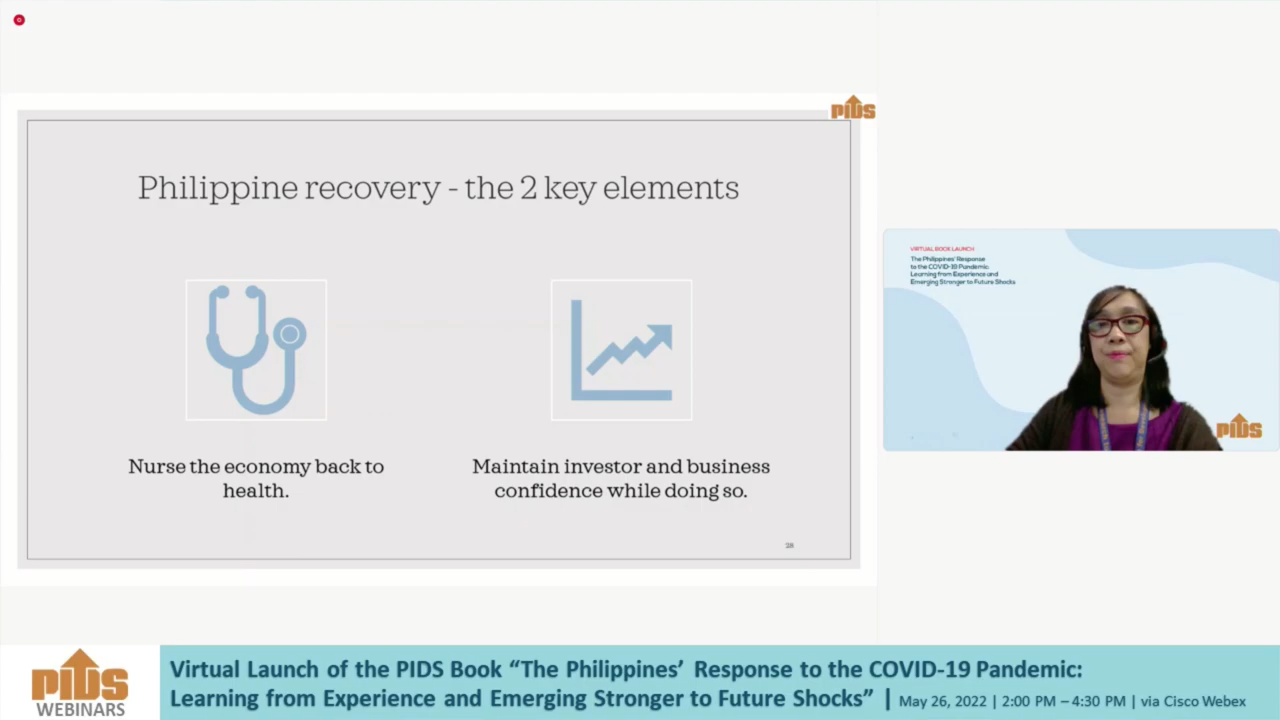 PIDS
Philippine recovery - the 2 key elements
Nurse the economy back to
health.
Maintain investor and business
confidence while doing so.
28
VIRTUAL BOOK LAUNCH
The Philippines' Response
to the COVID-19 Pandemic:
Learning from Experience and
Emerging Stronger to Future Shocks
PIDS
PIDS
WEBINARS
Virtual Launch of the PIDS Book “The Philippines’ Response to the COVID-19 Pandemic:
Learning from Experience and Emerging Stronger to Future Shocks” | May 26, 2022 | 2:00 PM – 4:30 PM | via Cisco Webex